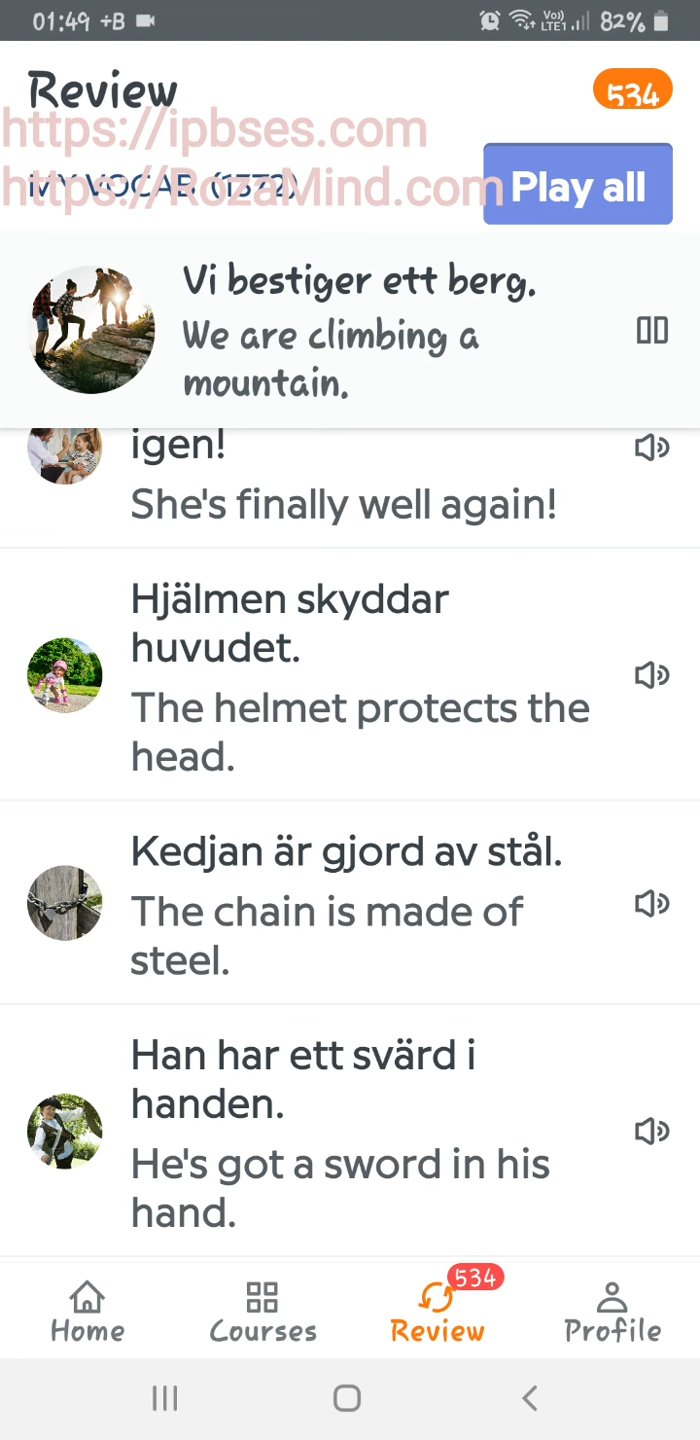 01:49 +B
Vo)) LTE1 82%
Review
534
https://ipbses.com
MY VOCAB (1572)
https://RozaMind.com
Play all
Vi bestiger ett berg.
We are climbing a
mountain.
igen!
She's finally well again!
Hjälmen skyddar
huvudet.
The helmet protects the
head.
Kedjan är gjord av stål.
The chain is made of
steel.
Han har ett svärd i
handen.
He's got a sword in his
hand.
534
Home Courses Review Profile